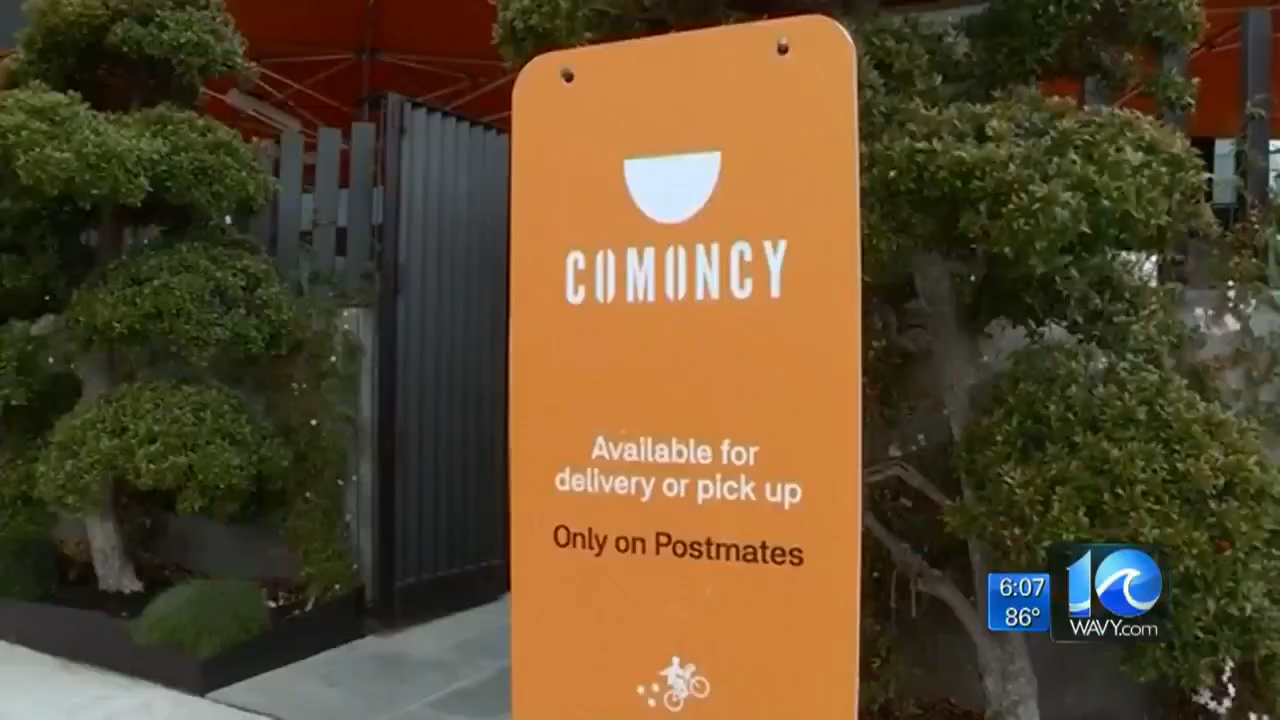 COMONCY
Available for
delivery or pick up
Only on Postmates
6:07
86°
10
WAVY.com